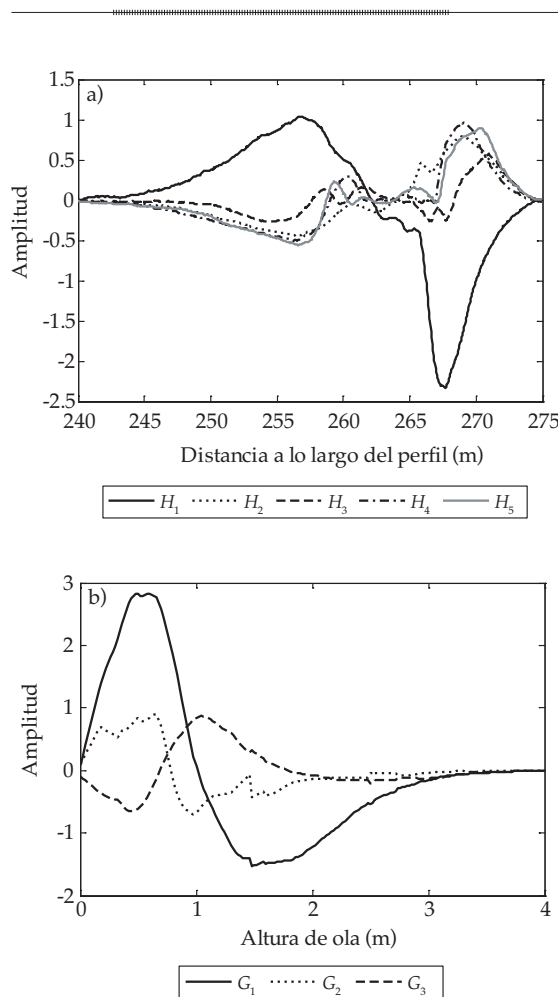 a)
1.5
1
0.5
0
-0.5
-1
-1.5
-2
-2.5
Amplitud
240 245 250 255 260 265 270 275
Distancia a lo largo del perfil (m)
H1 H2 H3 H4 H5
b)
3
2
1
0
-1
-2
Amplitud
0 1 2 3 4
Altura de ola (m)
G1 G2 G3